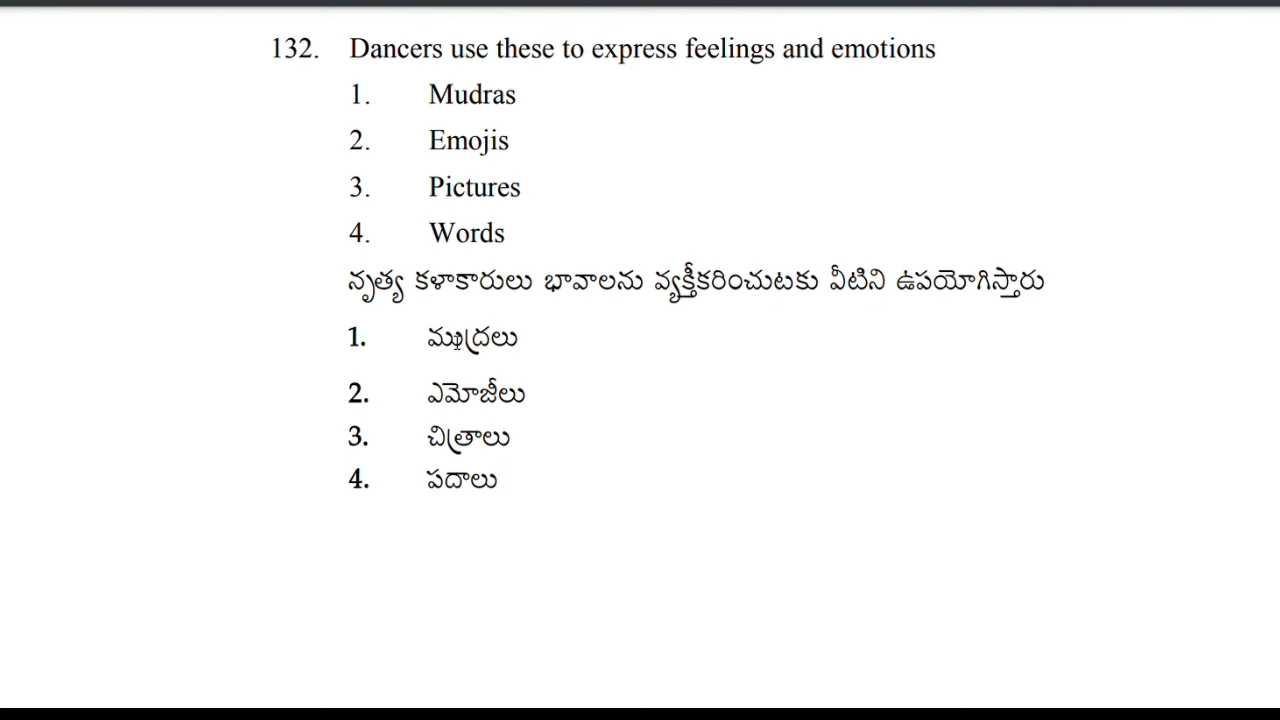 132. Dancers use these to express feelings and emotions
1. Mudras
2. Emojis
3. Pictures
4. Words
నృత్య కళాకారులు భావాలను వ్యక్తీకరించుటకు వీటిని ఉపయోగిస్తారు
1. ముద్రలు
2. ఎమోజీలు
3. చిత్రాలు
4. పదాలు